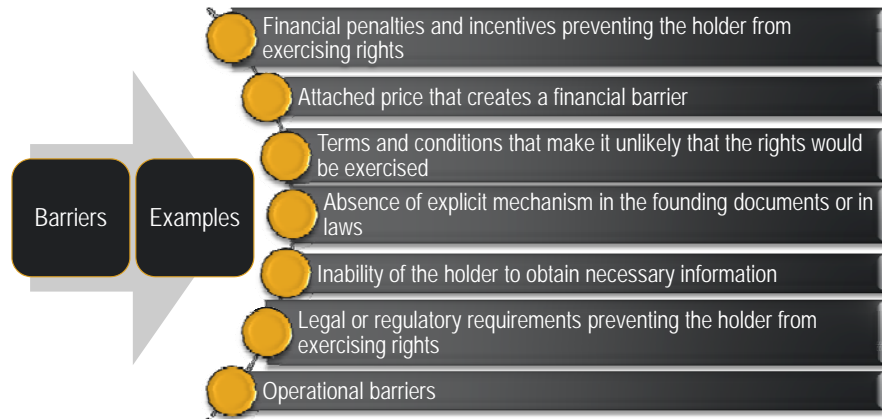 Financial penalties and incentives preventing the holder from
exercising rights
Attached price that creates a financial barrier
Terms and conditions that make it unlikely that the rights would
be exercised
Barriers
Examples
Absence of explicit mechanism in the founding documents or in
laws
Inability of the holder to obtain necessary information
Legal or regulatory requirements preventing the holder from
exercising rights
Operational barriers